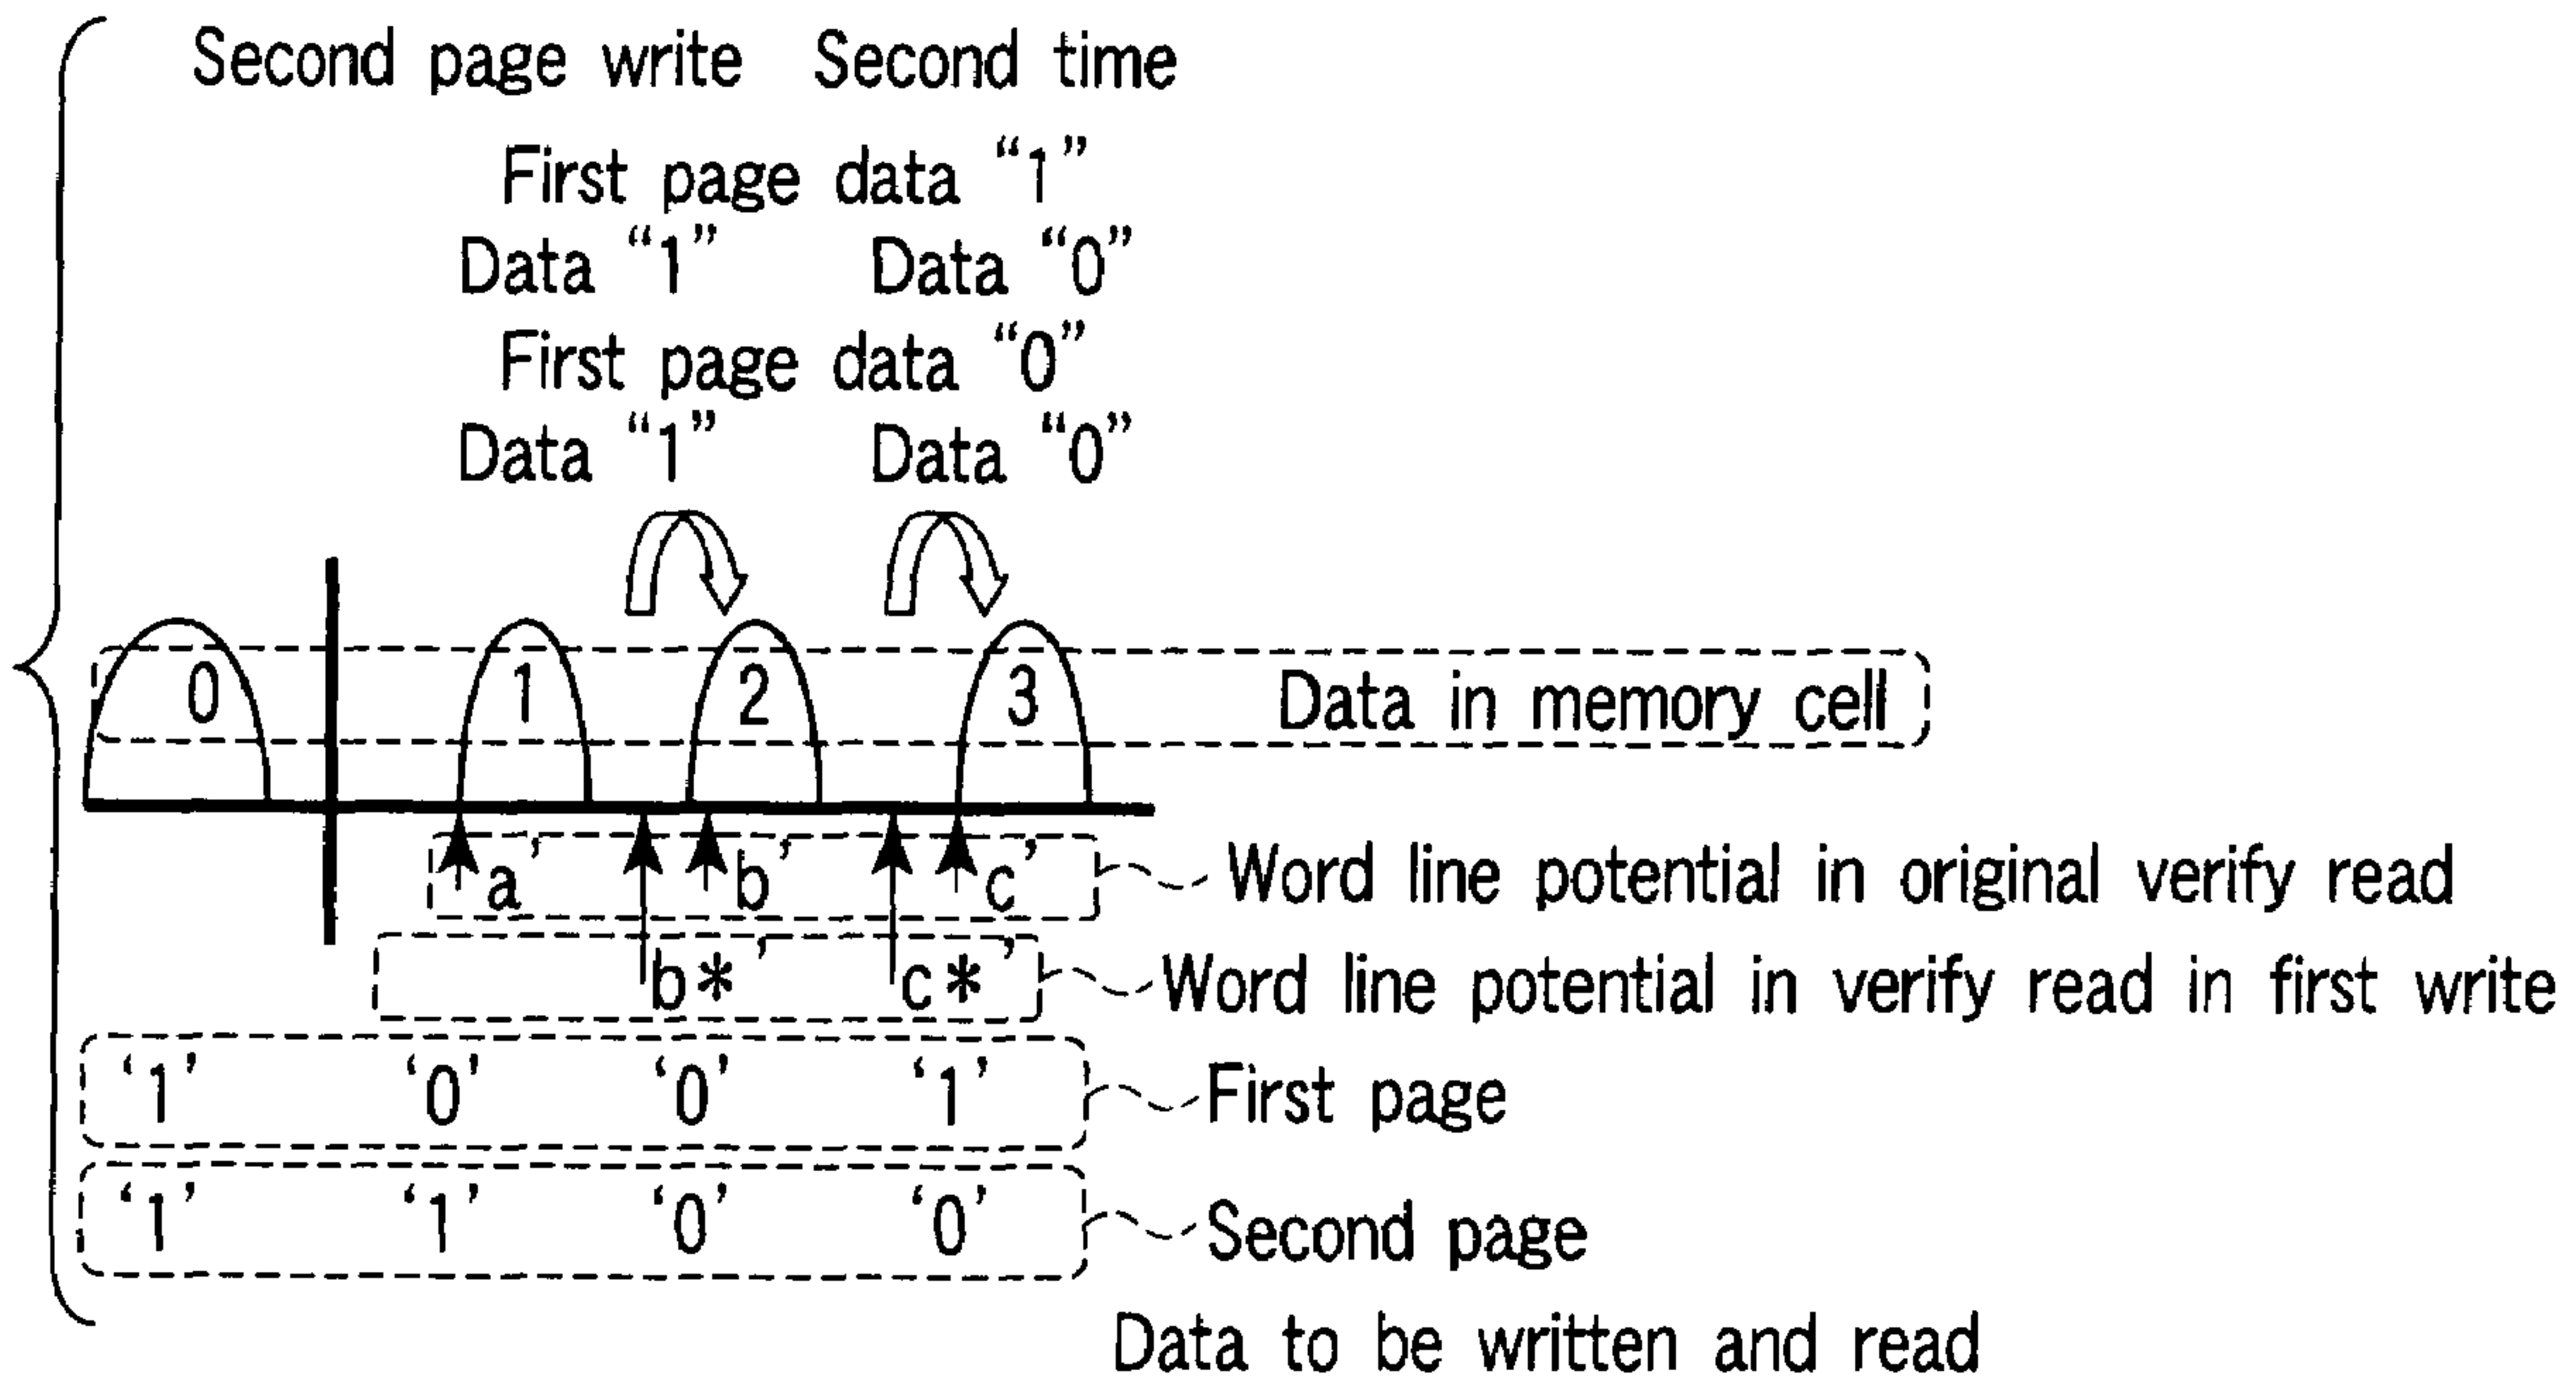 Second page write Second time
First page data “1”
Data “1” Data “0”
First page data “0”
Data “1” Data “0”
0 1 2 3 Data in memory cell
a’ b’ c’ Word line potential in original verify read
b*’ c*’ Word line potential in verify read in first write
‘1’ ‘0’ ‘0’ ‘1’ First page
‘1’ ‘1’ ‘0’ ‘0’ Second page
Data to be written and read